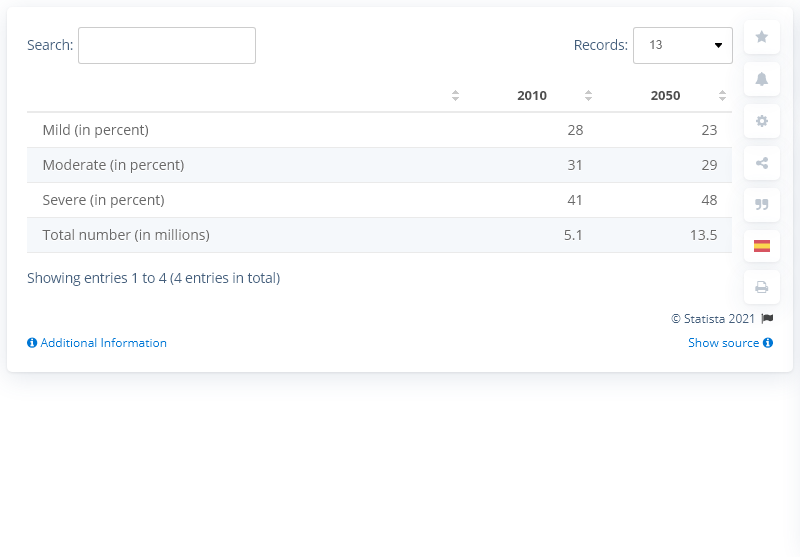 Search:
Records: 13
2010 2050
Mild (in percent) 28 23
Moderate (in percent) 31 29
Severe (in percent) 41 48
Total number (in millions) 5.1 13.5
Showing entries 1 to 4 (4 entries in total)
© Statista 2021
Additional Information Show source